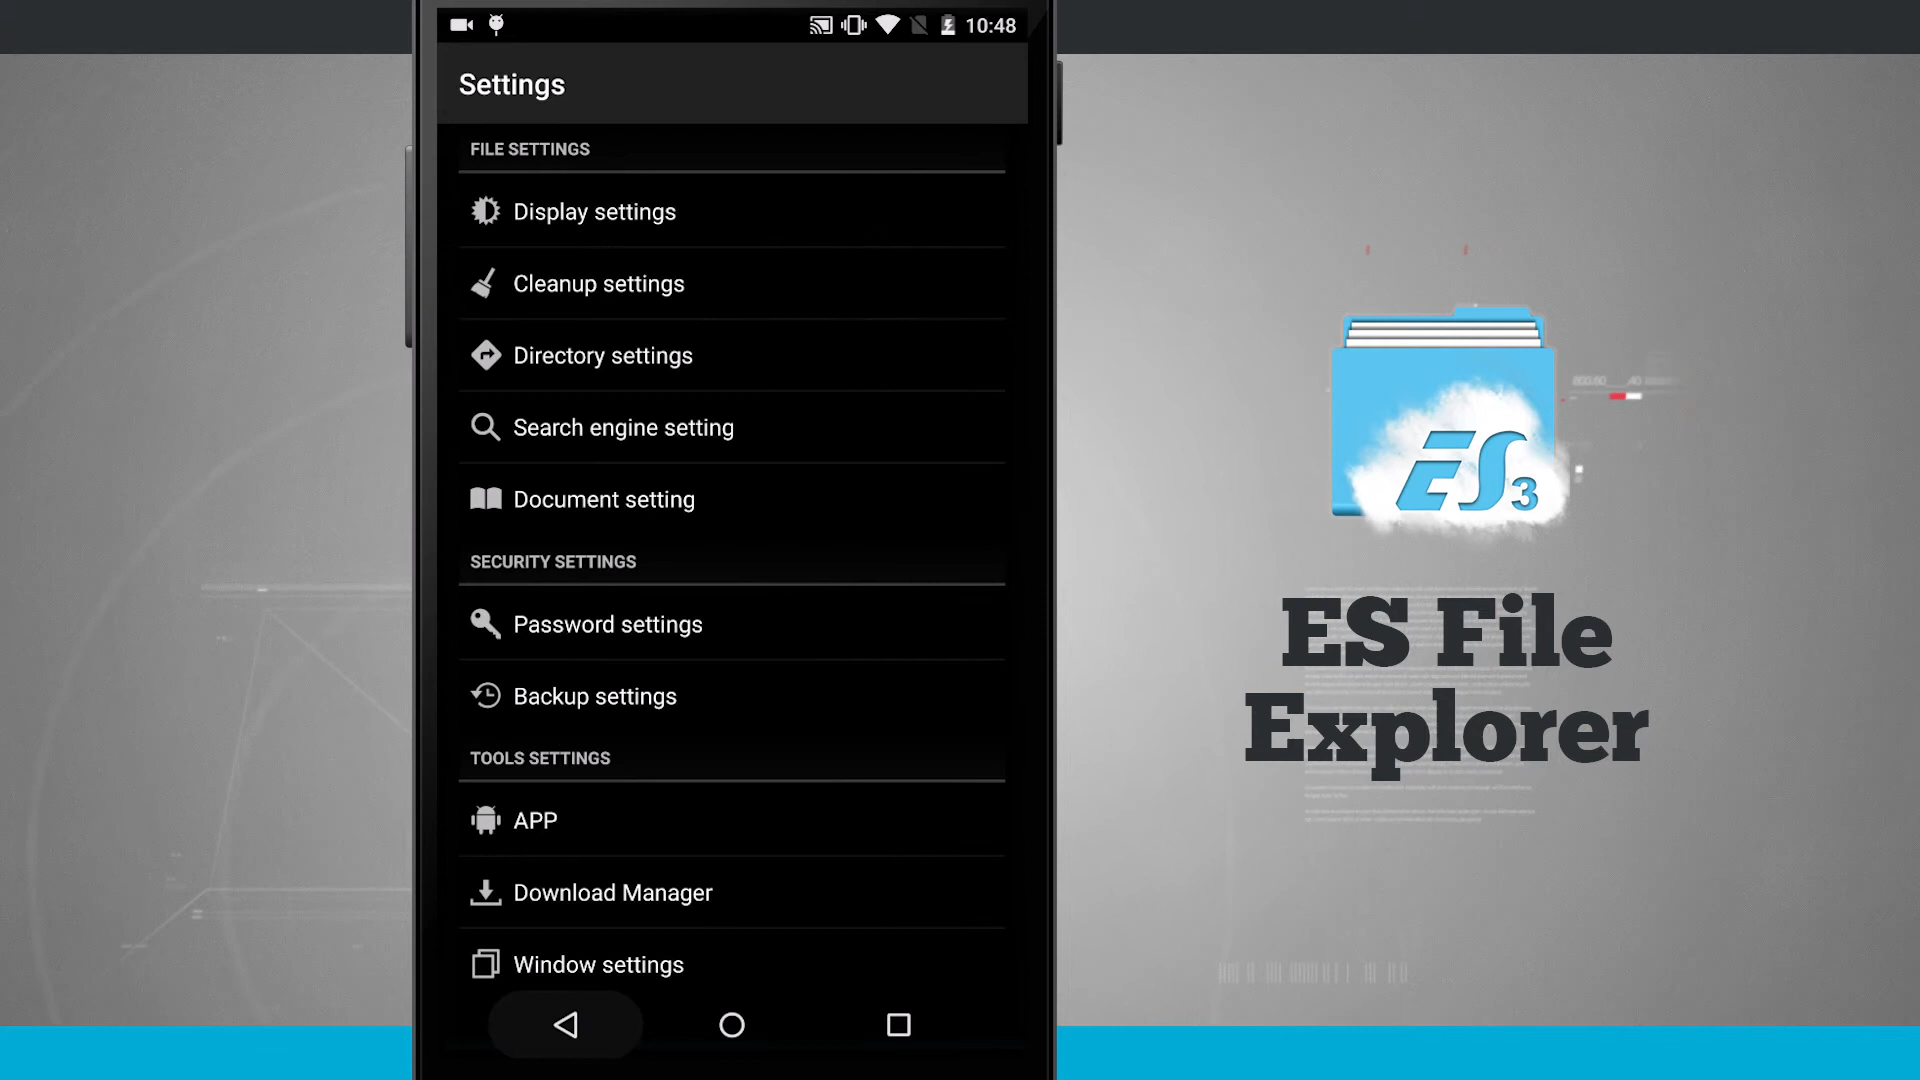 10:48
Settings
FILE SETTINGS
Display settings
Cleanup settings
Directory settings
Search engine setting
Document setting
SECURITY SETTINGS
Password settings
Backup settings
TOOLS SETTINGS
APP
Download Manager
Window settings
ES3
ES File
Explorer